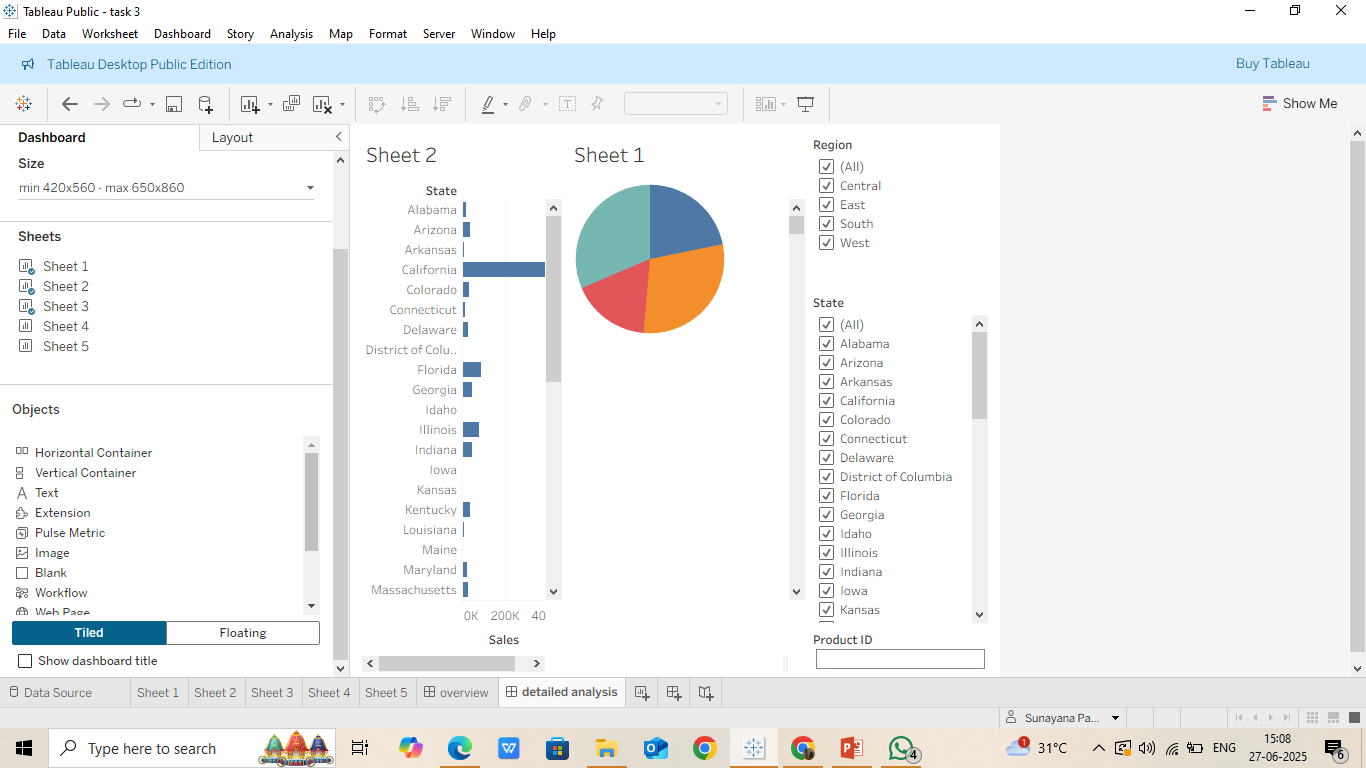 Tableau Public - task 3
File Data Worksheet Dashboard Story Analysis Map Format Server Window Help
Tableau Desktop Public Edition
Buy Tableau
Show Me
Dashboard
Layout
Size
min 420x560 - max 650x860
Sheets
Sheet 1
Sheet 2
Sheet 3
Sheet 4
Sheet 5
Objects
Horizontal Container
Vertical Container
Text
Extension
Pulse Metric
Image
Blank
Workflow
Web Page
Tiled
Floating
Show dashboard title
Sheet 2
State
Alabama
Arizona
Arkansas
California
Colorado
Connecticut
Delaware
District of Colu..
Florida
Georgia
Idaho
Illinois
Indiana
Iowa
Kansas
Kentucky
Louisiana
Maine
Maryland
Massachusetts
0K 200K 40
Sales
Sheet 1
Region
(All)
Central
East
South
West
State
(All)
Alabama
Arizona
Arkansas
California
Colorado
Connecticut
Delaware
District of Columbia
Florida
Georgia
Idaho
Illinois
Indiana
Iowa
Kansas
Product ID
Data Source Sheet 1 Sheet 2 Sheet 3 Sheet 4 Sheet 5 overview detailed analysis
Sunayana Pa...
Type here to search
1
4
31°C
ENG
15:08
27-06-2025
6